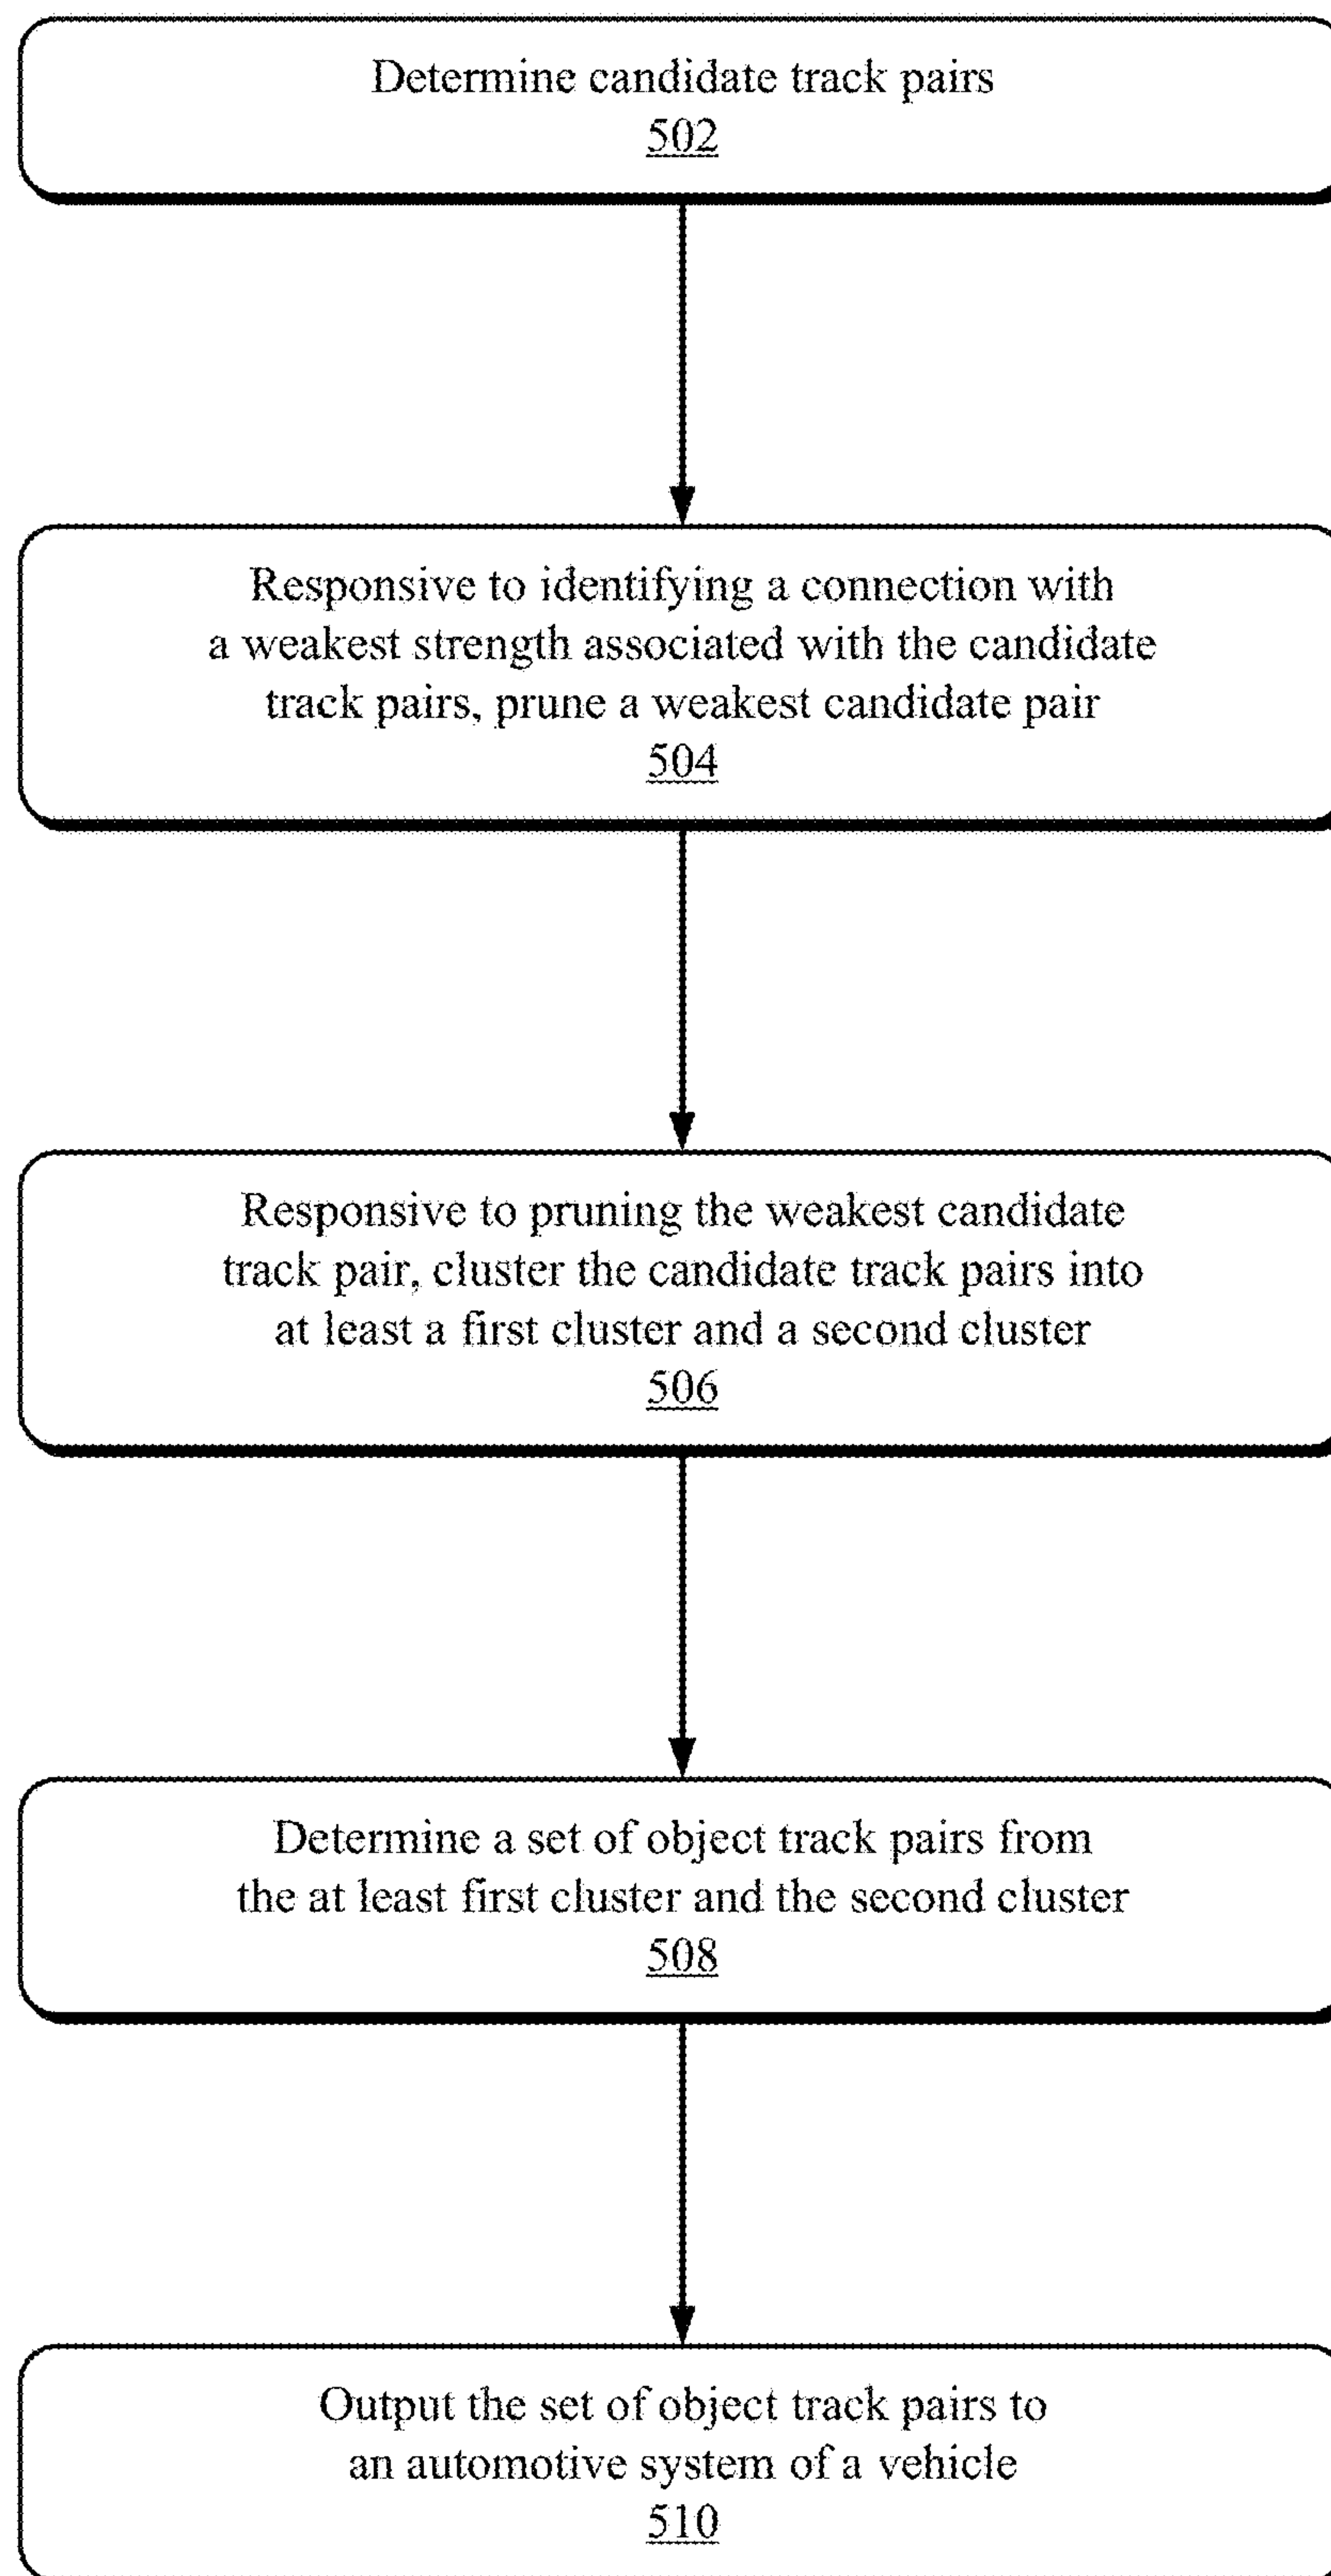 Determine candidate track pairs
502
Responsive to identifying a connection with
a weakest strength associated with the candidate
track pairs, prune a weakest candidate pair
504
Responsive to pruning the weakest candidate
track pair, cluster the candidate track pairs into
at least a first cluster and a second cluster
506
Determine a set of object track pairs from
the at least first cluster and the second cluster
508
Output the set of object track pairs to
an automotive system of a vehicle
510